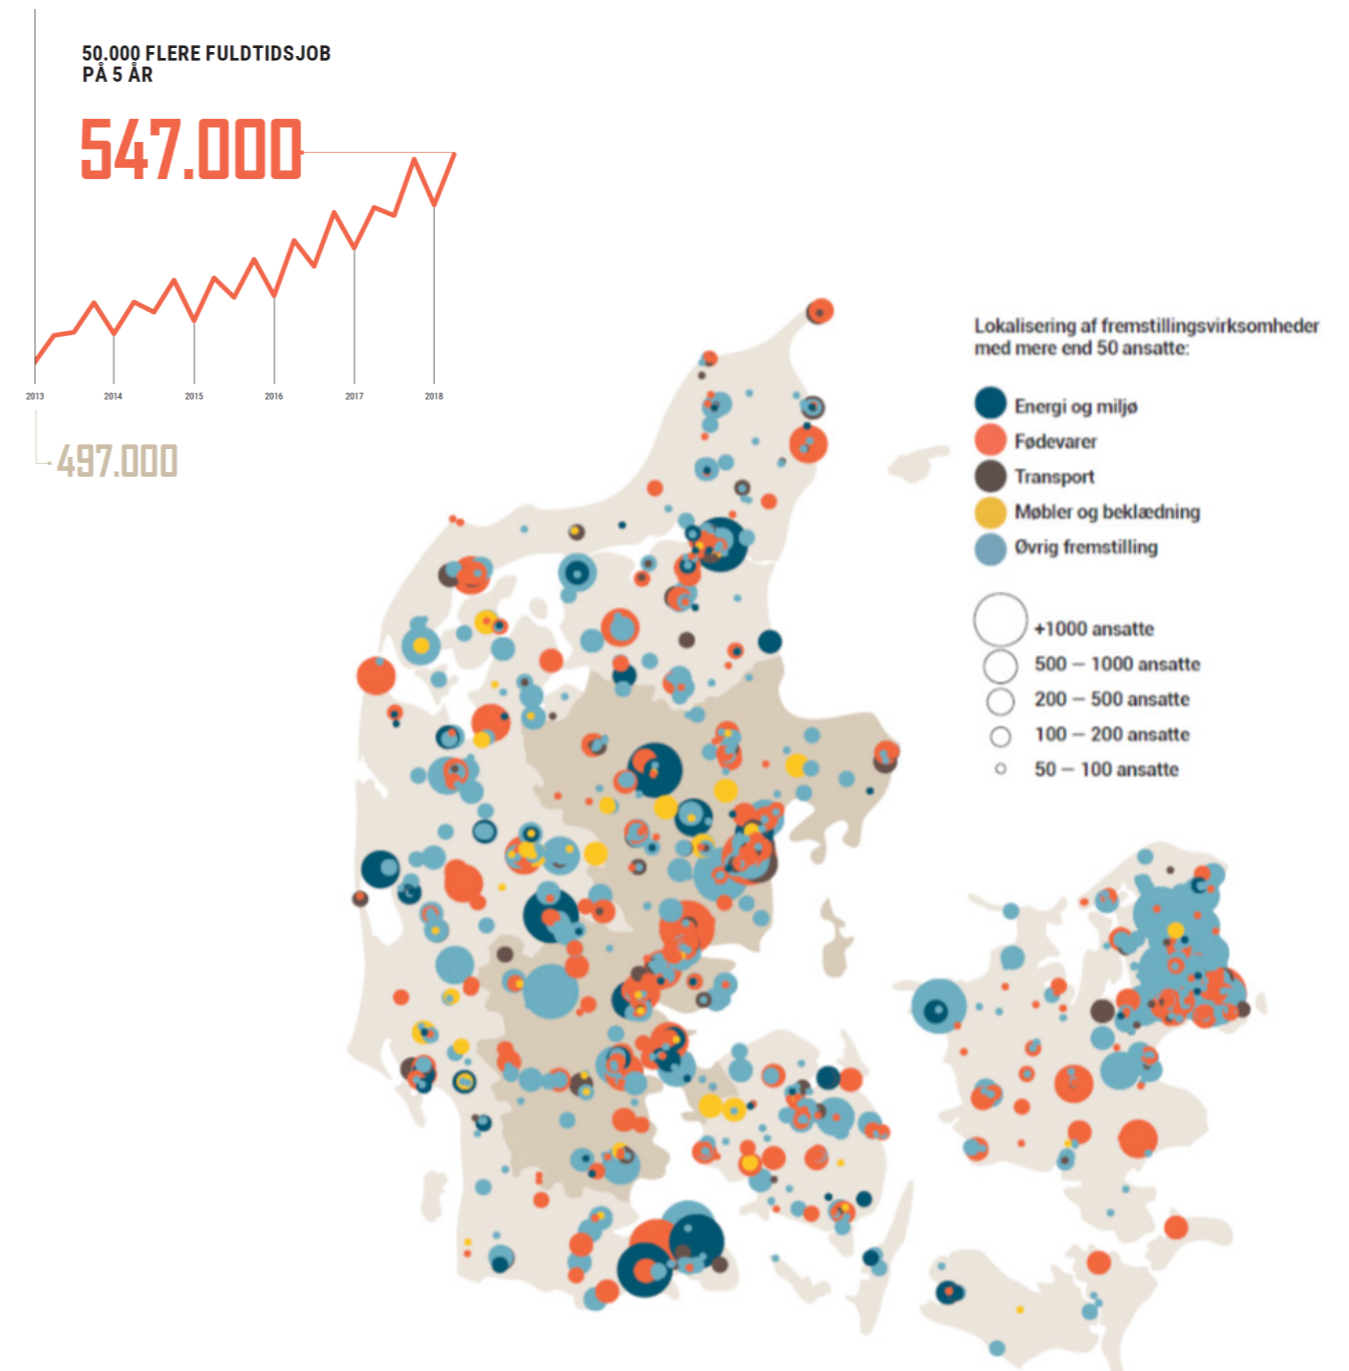 50.000 FLERE FULDTIDSJOB
PÅ 5 ÅR
547.000
2013
2014
2015
2016
2017
2018
497.000
Lokalisering af fremstillingsvirksomheder
med mere end 50 ansatte:
Energi og miljø
Fødevarer
Transport
Møbler og beklædning
Øvrig fremstilling
+1000 ansatte
500 – 1000 ansatte
200 – 500 ansatte
100 – 200 ansatte
50 – 100 ansatte